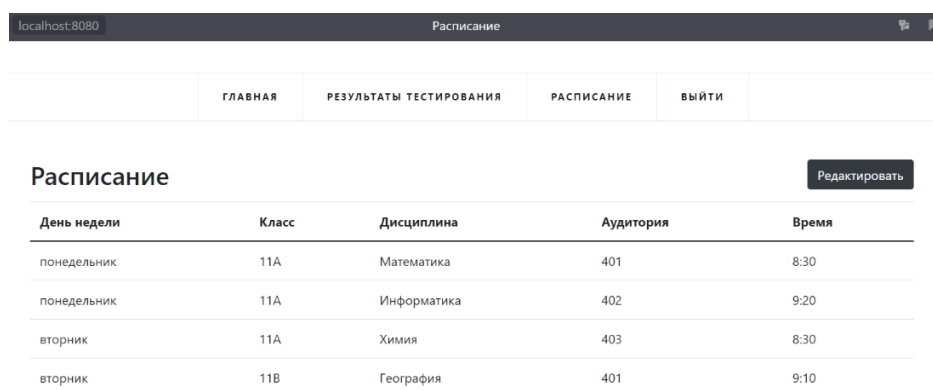 localhost:8080 Расписание
ГЛАВНАЯ РЕЗУЛЬТАТЫ ТЕСТИРОВАНИЯ РАСПИСАНИЕ ВЫЙТИ
Расписание Редактировать
День недели Класс Дисциплина Аудитория Время
понедельник 11А Математика 401 8:30
понедельник 11А Информатика 402 9:20
вторник 11А Химия 403 8:30
вторник 11В География 401 9:10